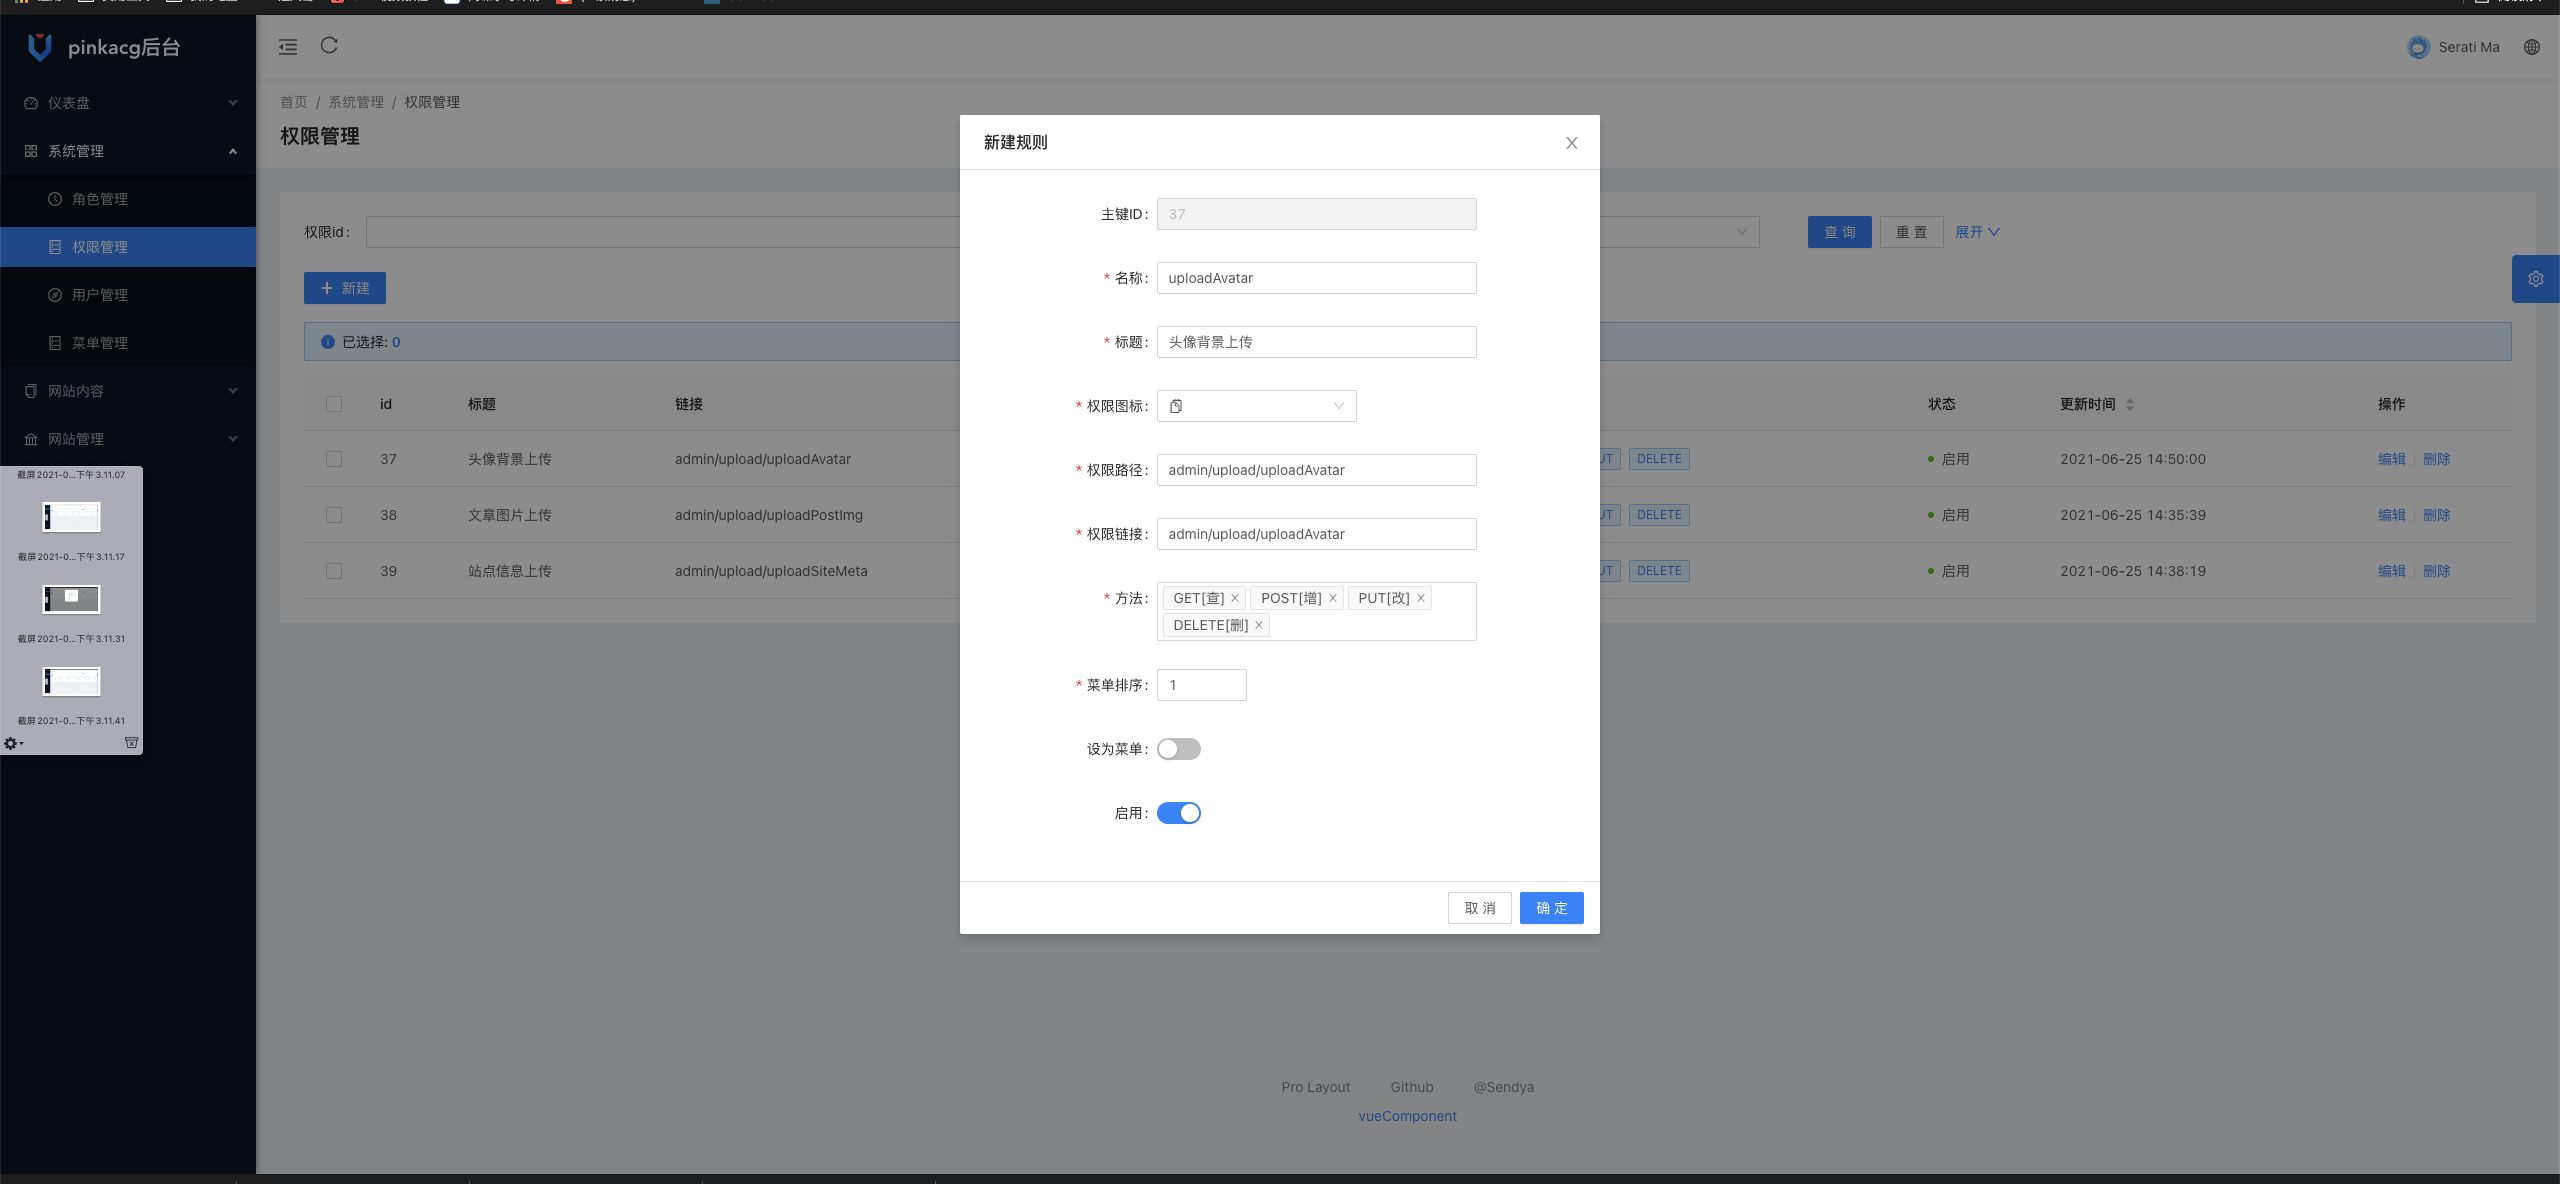 pinkacg后台
Serati Ma
仪表盘
系统管理
角色管理
权限管理
用户管理
菜单管理
网站内容
网站管理
截屏2021-0...下午3.11.07
截屏2021-0...下午3.11.17
截屏2021-0...下午3.11.31
截屏2021-0...下午3.11.41
首页 / 系统管理 / 权限管理
权限管理
权限id:
查 询
重 置
展开
新建
已选择: 0
id 标题 链接 状态 更新时间 操作
37 头像背景上传 admin/upload/uploadAvatar DELETE 启用 2021-06-25 14:50:00 编辑 删除
38 文章图片上传 admin/upload/uploadPostImg DELETE 启用 2021-06-25 14:35:39 编辑 删除
39 站点信息上传 admin/upload/uploadSiteMeta DELETE 启用 2021-06-25 14:38:19 编辑 删除
新建规则
主键ID: 37
* 名称: uploadAvatar
* 标题: 头像背景上传
* 权限图标:
* 权限路径: admin/upload/uploadAvatar
* 权限链接: admin/upload/uploadAvatar
* 方法: GET[查] POST[增] PUT[改]
DELETE[删]
* 菜单排序: 1
设为菜单:
启用:
取 消
确 定
Pro Layout Github @Sendya
vueComponent